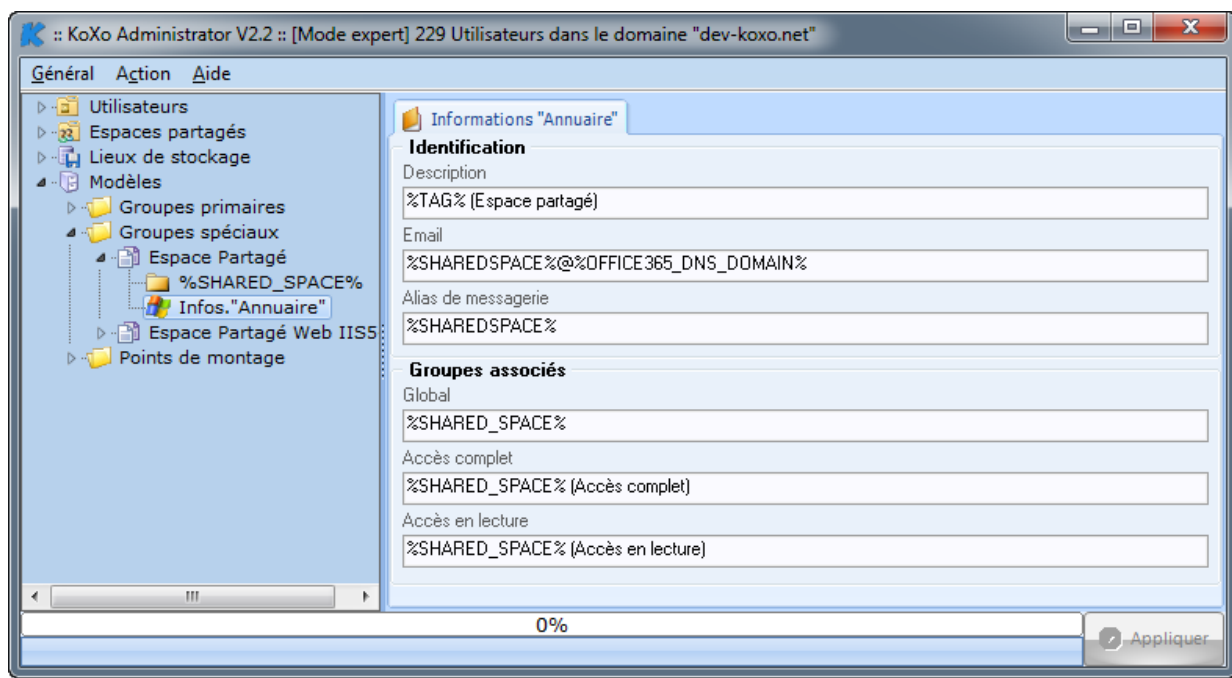 :: KoXo Administrator V2.2 :: [Mode expert] 229 Utilisateurs dans le domaine "dev-koxo.net"
Général Action Aide
Utilisateurs
Espaces partagés
Lieux de stockage
Modèles
Groupes primaires
Groupes spéciaux
Espace Partagé
%SHARED_SPACE%
Infos."Annuaire"
Espace Partagé Web IIS5
Points de montage
Informations "Annuaire"
Identification
Description
%TAG% (Espace partagé)
Email
%SHAREDSPACE%@%OFFICE365_DNS_DOMAIN%
Alias de messagerie
%SHAREDSPACE%
Groupes associés
Global
%SHARED_SPACE%
Accès complet
%SHARED_SPACE% (Accès complet)
Accès en lecture
%SHARED_SPACE% (Accès en lecture)
0%
Appliquer